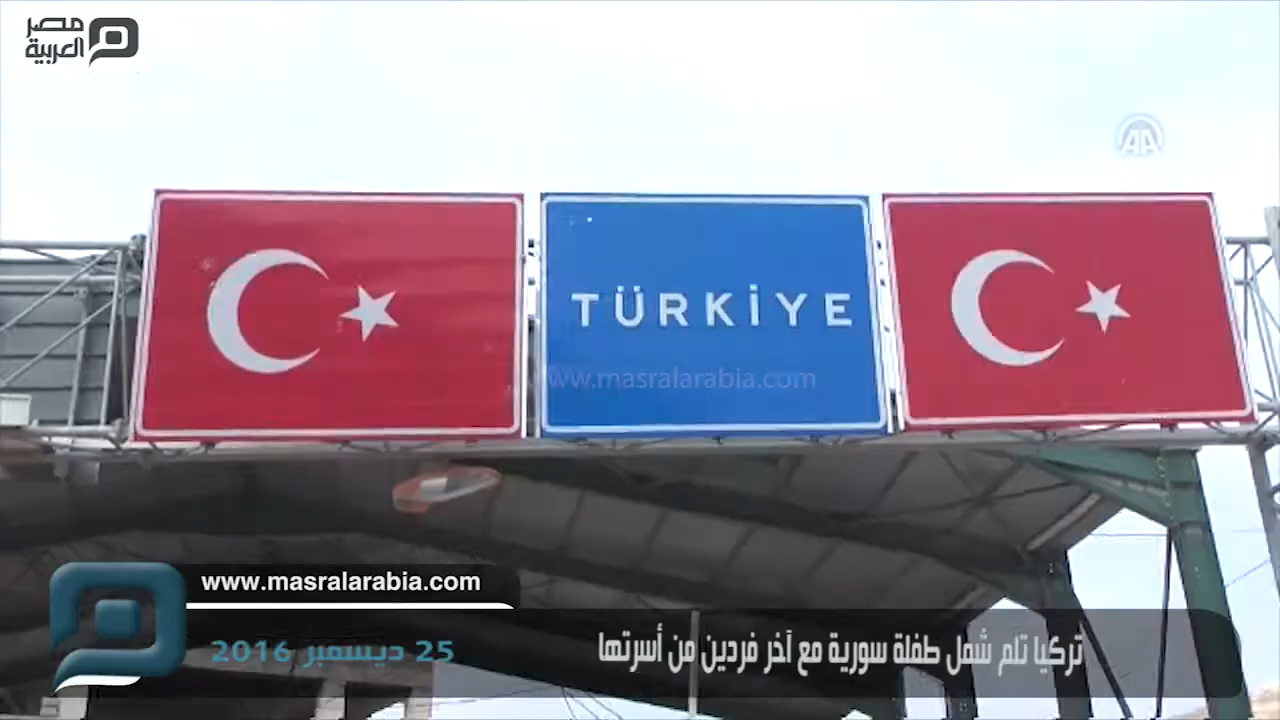 مصر
العربية
AA
TÜRKİYE
www.masralarabia.com
www.masralarabia.com
تركيا تلم شمل طفلة سورية مع آخر فردين من أسرتها
25 ديسمبر 2016